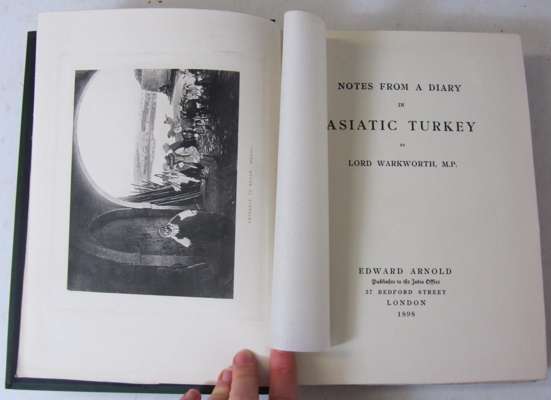 NOTES FROM A DIARY
IN
ASIATIC TURKEY
BY
LORD WARKWORTH, M.P.
EDWARD ARNOLD
Publisher to the India Office
37 BEDFORD STREET
LONDON
1898